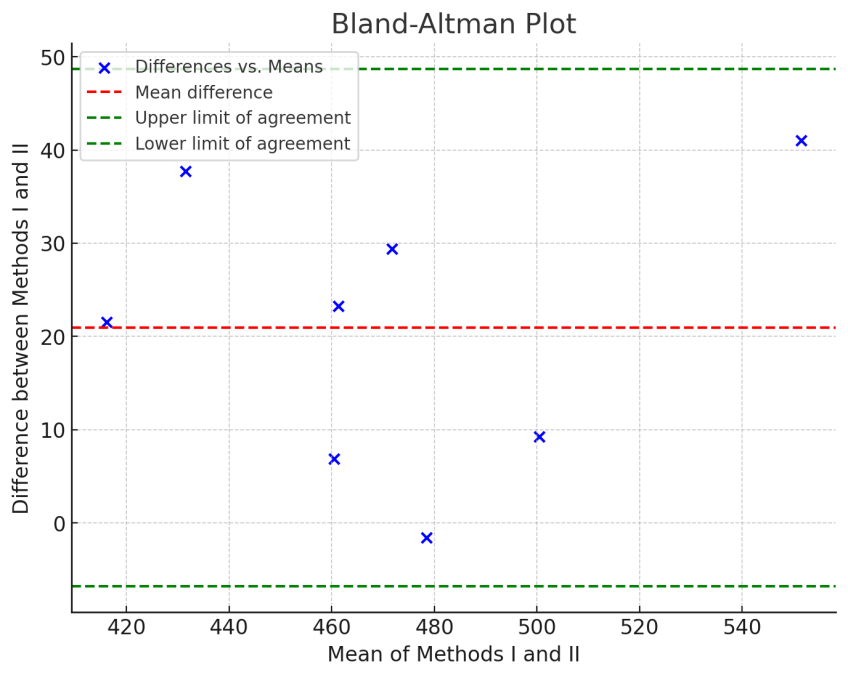 Bland-Altman Plot
Differences vs. Means
Mean difference
Upper limit of agreement
Lower limit of agreement
Difference between Methods I and II
50
40
30
20
10
0
420 440 460 480 500 520 540
Mean of Methods I and II